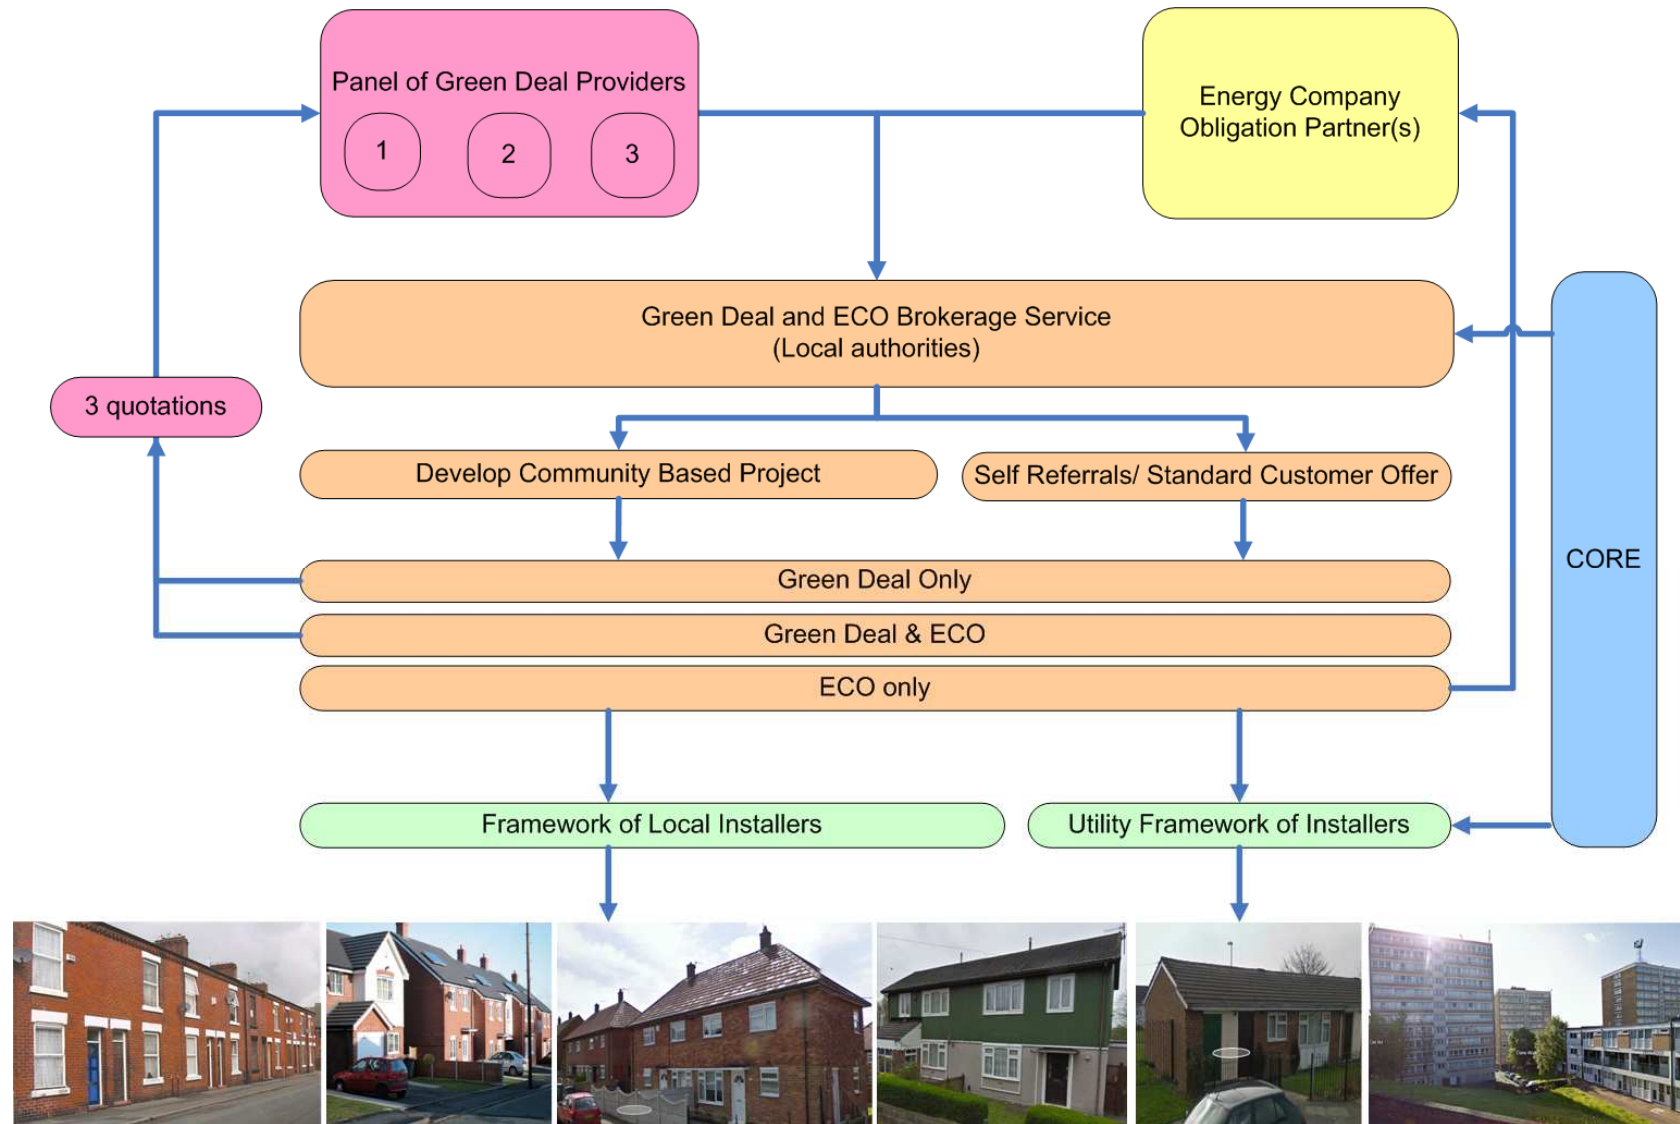 Panel of Green Deal Providers
1
2
3
Energy Company
Obligation Partner(s)
Green Deal and ECO Brokerage Service
(Local authorities)
3 quotations
Develop Community Based Project
Self Referrals/ Standard Customer Offer
Green Deal Only
CORE
Green Deal & ECO
ECO only
Framework of Local Installers
Utility Framework of Installers